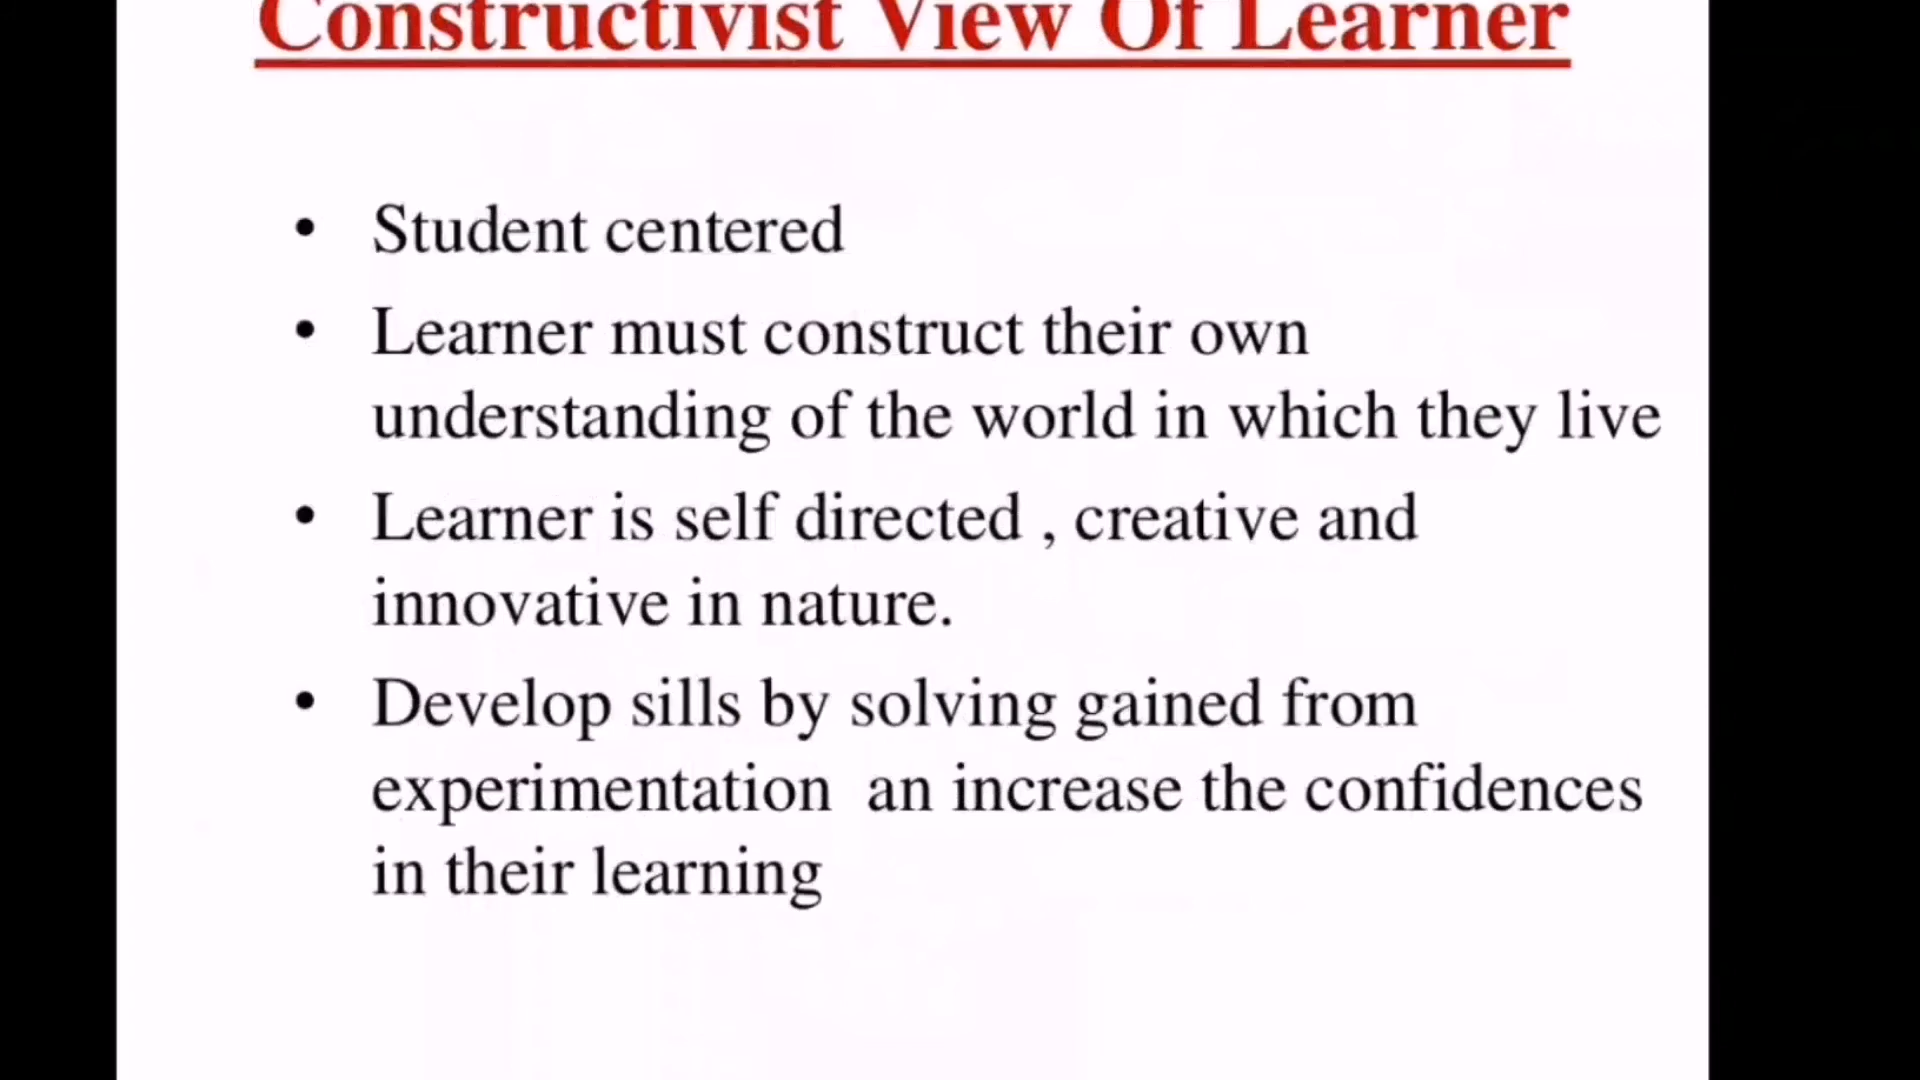 Constructivist View Of Learner
• Student centered
• Learner must construct their own
understanding of the world in which they live
• Learner is self directed , creative and
innovative in nature.
• Develop sills by solving gained from
experimentation  an increase the confidences
in their learning